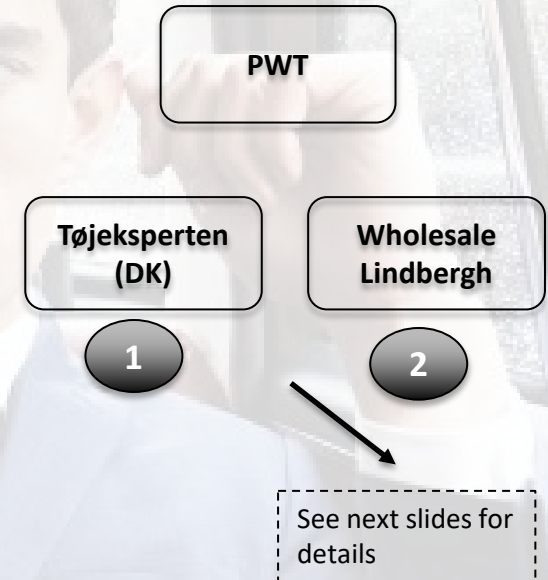 PWT
Tøjeksperten
(DK)
Wholesale
Lindbergh
1
2
See next slides for
details